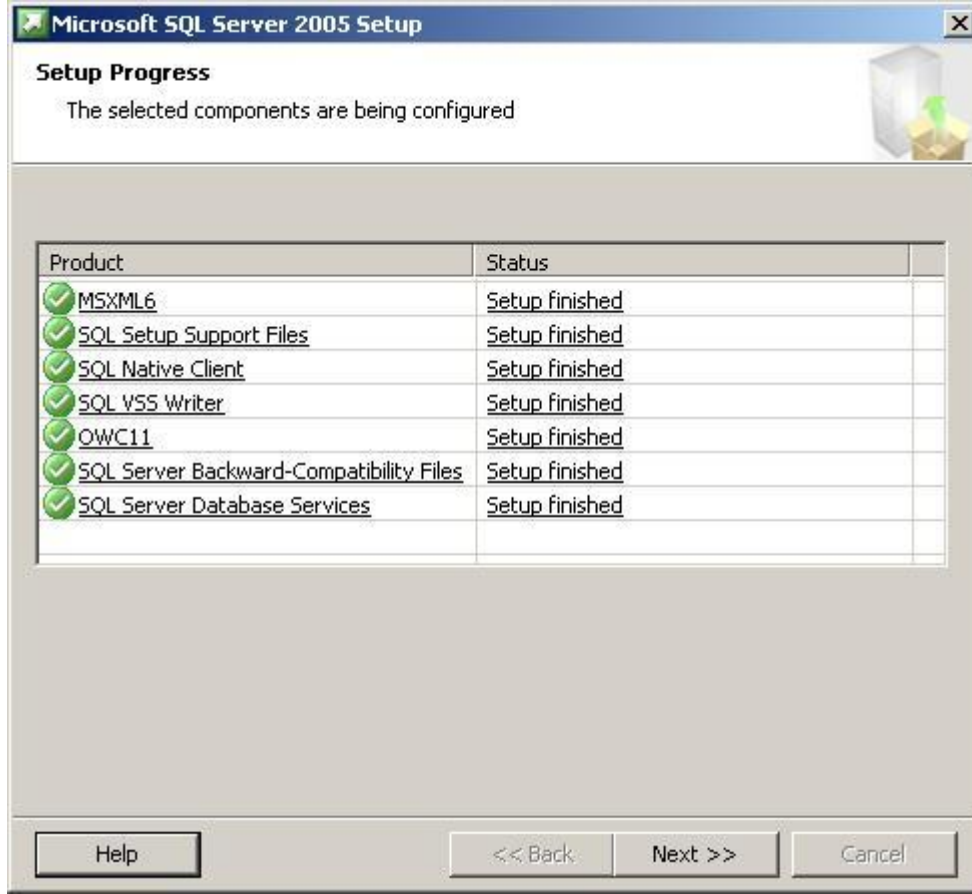 Microsoft SQL Server 2005 Setup
Setup Progress
The selected components are being configured
Product Status
MSXML6 Setup finished
SQL Setup Support Files Setup finished
SQL Native Client Setup finished
SQL VSS Writer Setup finished
OWC11 Setup finished
SQL Server Backward-Compatibility Files Setup finished
SQL Server Database Services Setup finished
Help << Back Next >> Cancel